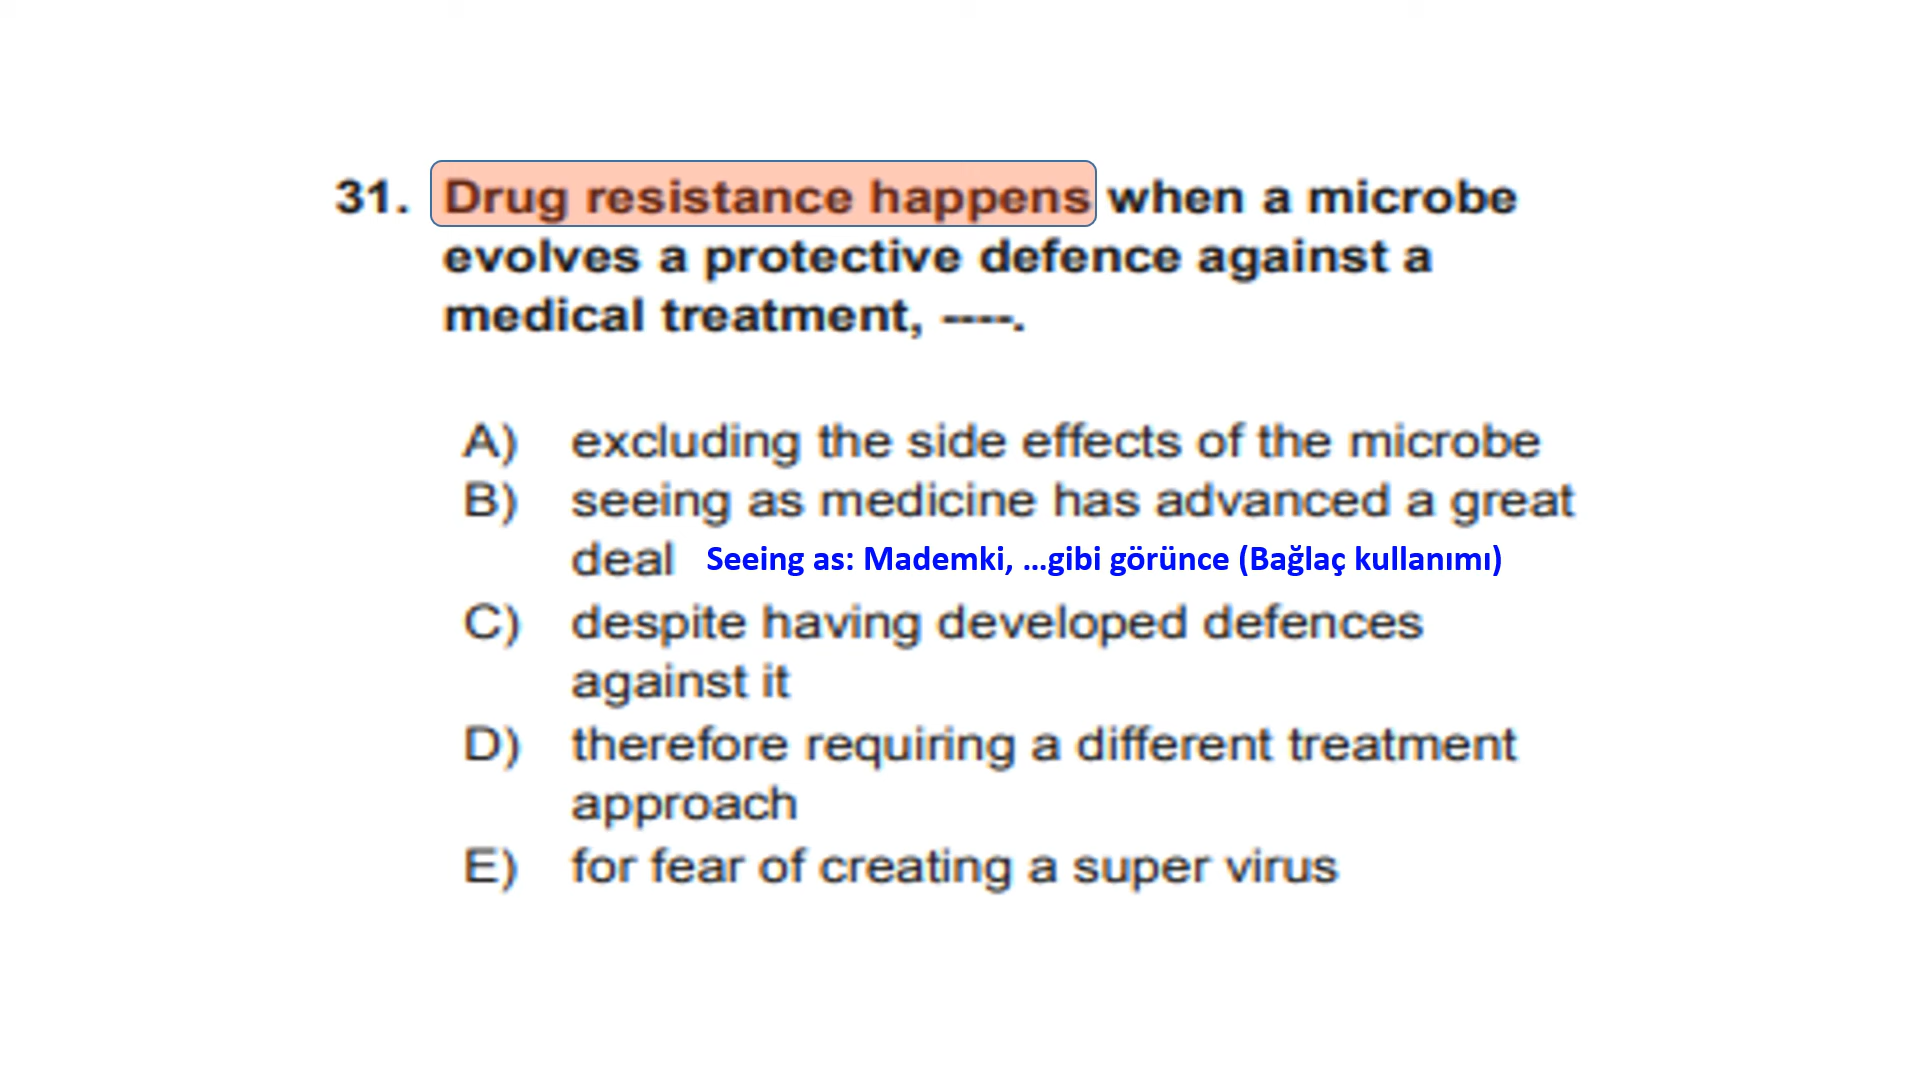 31. Drug resistance happens when a microbe
evolves a protective defence against a
medical treatment, ----.
A) excluding the side effects of the microbe
B) seeing as medicine has advanced a great
deal Seeing as: Mademki, ...gibi görünce (Bağlaç kullanımı)
C) despite having developed defences
against it
D) therefore requiring a different treatment
approach
E) for fear of creating a super virus